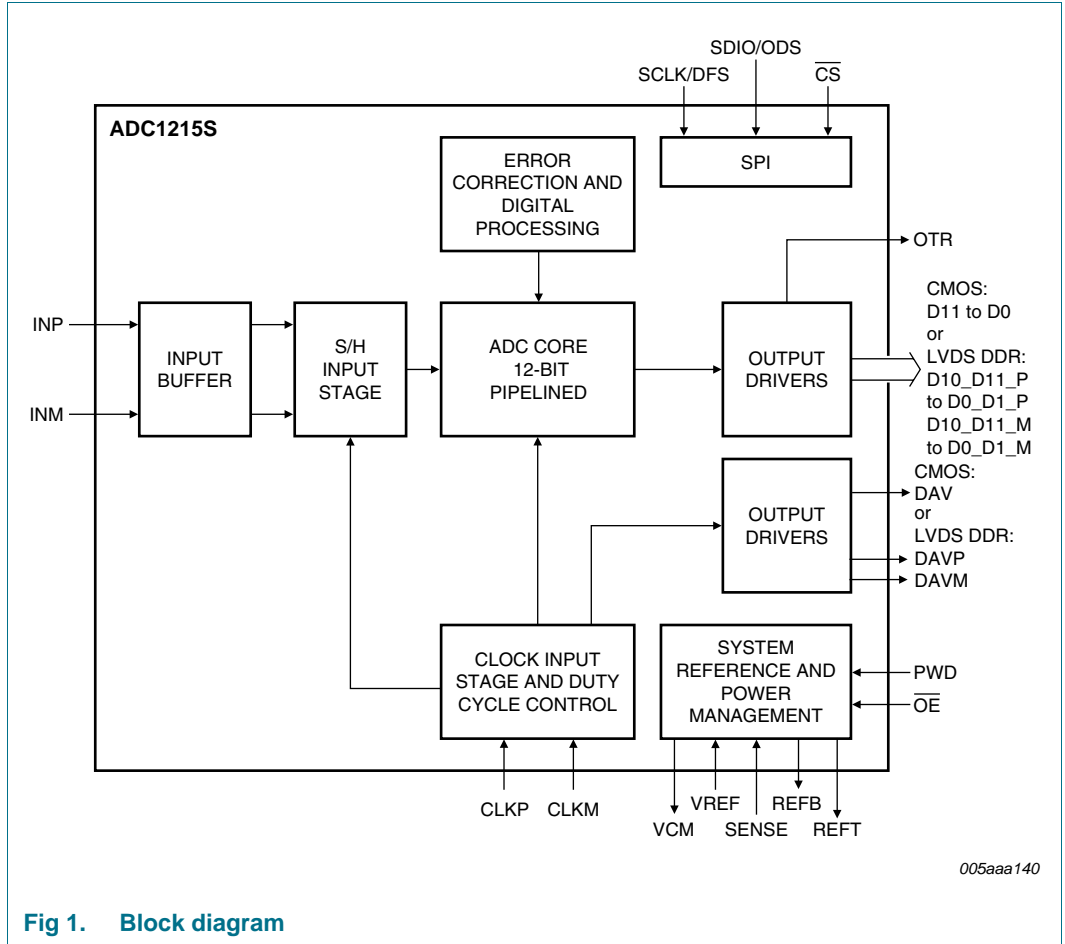 SDIO/ODS
SCLK/DFS
CS
ADC1215S
ERROR
CORRECTION AND
DIGITAL
PROCESSING
SPI
OTR
INP
INM
INPUT
BUFFER
S/H
INPUT
STAGE
ADC CORE
12-BIT
PIPELINED
OUTPUT
DRIVERS
CMOS:
D11 to D0
or
LVDS DDR:
D10_D11_P
to D0_D1_P
D10_D11_M
to D0_D1_M
OUTPUT
DRIVERS
CMOS:
DAV
or
LVDS DDR:
DAVP
DAVM
CLOCK INPUT
STAGE AND DUTY
CYCLE CONTROL
SYSTEM
REFERENCE AND
POWER
MANAGEMENT
PWD
OE
CLKP
CLKM
VCM
VREF
SENSE
REFB
REFT
005aaa140
Fig 1. Block diagram